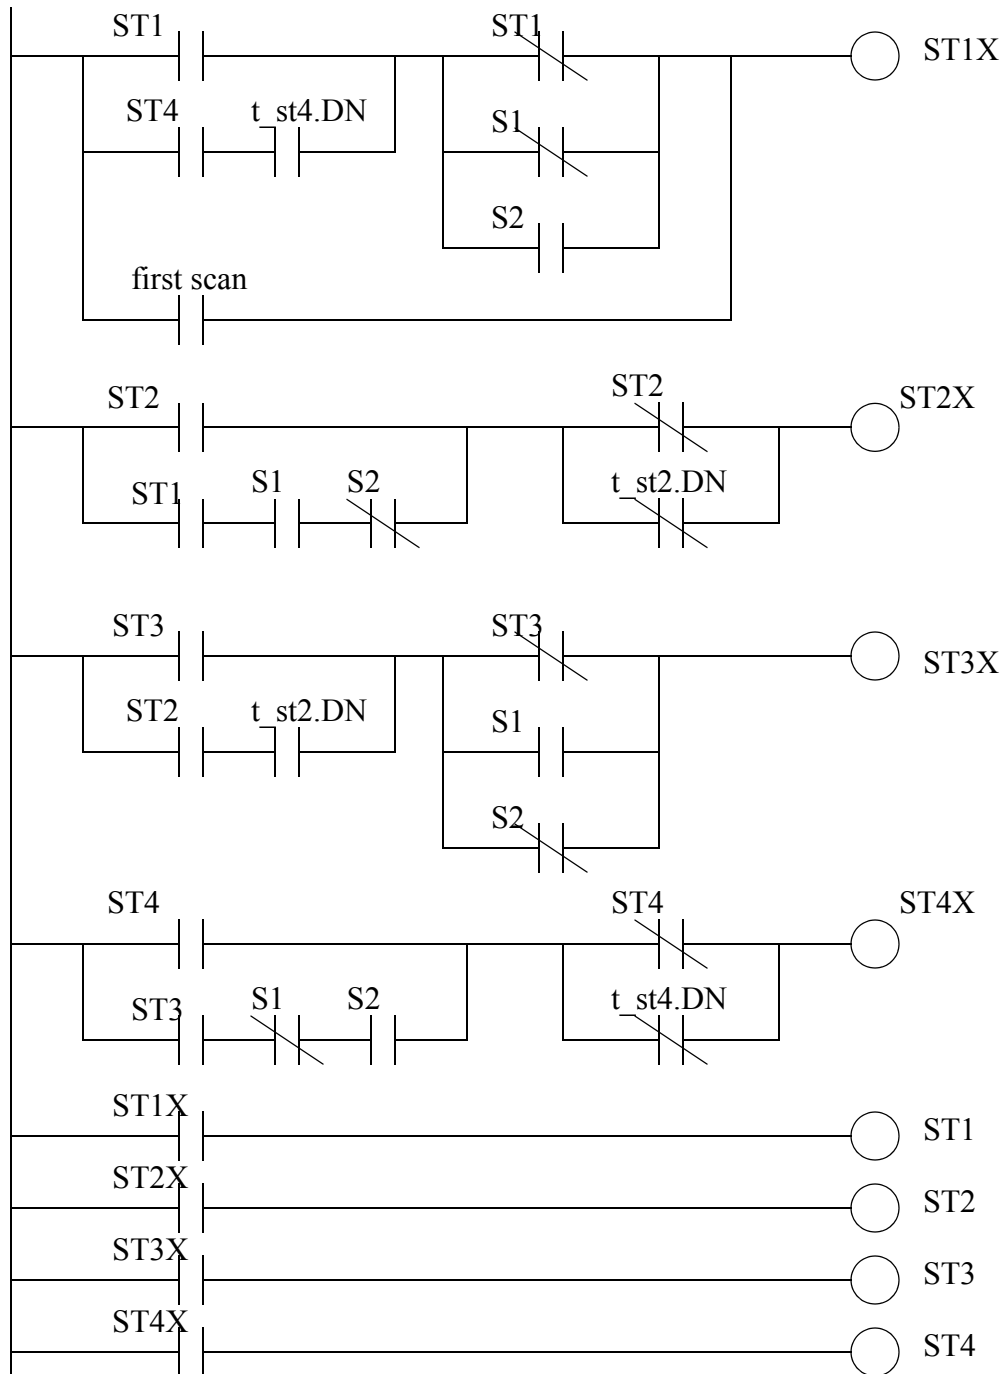 ST1 ST1 ST1X
ST4 t_st4.DN S1
S2
first scan
ST2 ST2 ST2X
ST1 S1 S2 t_st2.DN
ST3 ST3 ST3X
ST2 t_st2.DN S1
S2
ST4 ST4 ST4X
ST3 S1 S2 t_st4.DN
ST1X ST1
ST2X ST2
ST3X ST3
ST4X ST4